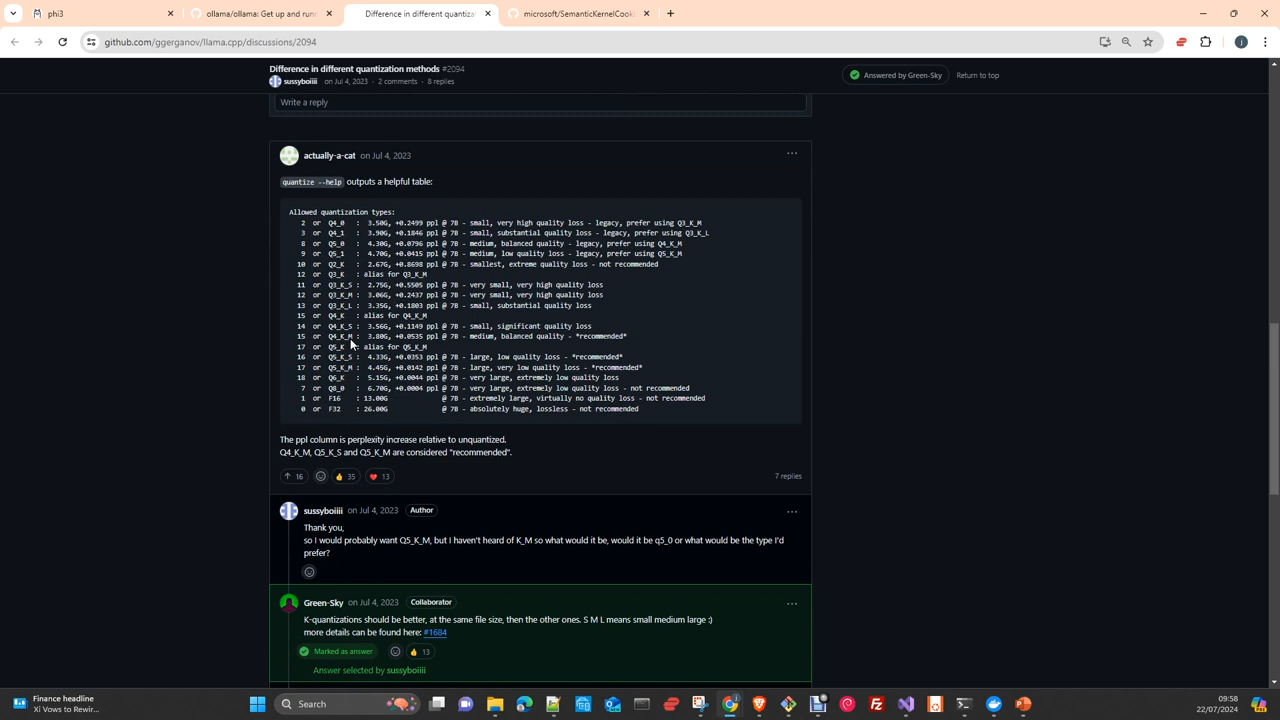 phi3
ollama/ollama: Get up and runn
Difference in different quantiza
microsoft/SemanticKernelCookl
github.com/ggerganov/llama.cpp/discussions/2094
Difference in different quantization methods #2094
sussyboiiii on Jul 4, 2023 · 2 comments · 8 replies
Answered by Green-Sky
Return to top
Write a reply
actually-a-cat on Jul 4, 2023
quantize --help outputs a helpful table:
Allowed quantization types:
2 or Q4_0 : 3.50G, +0.2499 ppl @ 7B - small, very high quality loss - legacy, prefer using Q3_K_M
3 or Q4_1 : 3.90G, +0.1846 ppl @ 7B - small, substantial quality loss - legacy, prefer using Q3_K_L
8 or Q5_0 : 4.30G, +0.0796 ppl @ 7B - medium, balanced quality - legacy, prefer using Q4_K_M
9 or Q5_1 : 4.70G, +0.0415 ppl @ 7B - medium, low quality loss - legacy, prefer using Q5_K_M
10 or Q2_K : 2.67G, +0.8698 ppl @ 7B - smallest, extreme quality loss - not recommended
12 or Q3_K : alias for Q3_K_M
11 or Q3_K_S : 2.75G, +0.5505 ppl @ 7B - very small, very high quality loss
12 or Q3_K_M : 3.06G, +0.2437 ppl @ 7B - very small, very high quality loss
13 or Q3_K_L : 3.35G, +0.1803 ppl @ 7B - small, substantial quality loss
15 or Q4_K : alias for Q4_K_M
14 or Q4_K_S : 3.56G, +0.1149 ppl @ 7B - small, significant quality loss
15 or Q4_K_M : 3.80G, +0.0535 ppl @ 7B - medium, balanced quality - *recommended*
17 or Q5_K : alias for Q5_K_M
16 or Q5_K_S : 4.33G, +0.0353 ppl @ 7B - large, low quality loss - *recommended*
17 or Q5_K_M : 4.45G, +0.0142 ppl @ 7B - large, very low quality loss - *recommended*
18 or Q6_K : 5.15G, +0.0044 ppl @ 7B - very large, extremely low quality loss
7 or Q8_0 : 6.70G, +0.0004 ppl @ 7B - very large, extremely low quality loss - not recommended
1 or F16 : 13.00G @ 7B - extremely large, virtually no quality loss - not recommended
0 or F32 : 26.00G @ 7B - absolutely huge, lossless - not recommended
The ppl column is perplexity increase relative to unquantized.
Q4_K_M, Q5_K_S and Q5_K_M are considered "recommended".
16
35
13
7 replies
sussyboiiii on Jul 4, 2023 Author
Thank you,
so I would probably want Q5_K_M, but I haven't heard of K_M so what would it be, would it be q5_0 or what would be the type I'd
prefer?
Green-Sky on Jul 4, 2023 Collaborator
K-quantizations should be better, at the same file size, then the other ones. S M L means small medium large :)
more details can be found here: #1684
Marked as answer
13
Answer selected by sussyboiiii
Finance headline
Xi Vows to Rewir...
Search
09:58
22/07/2024